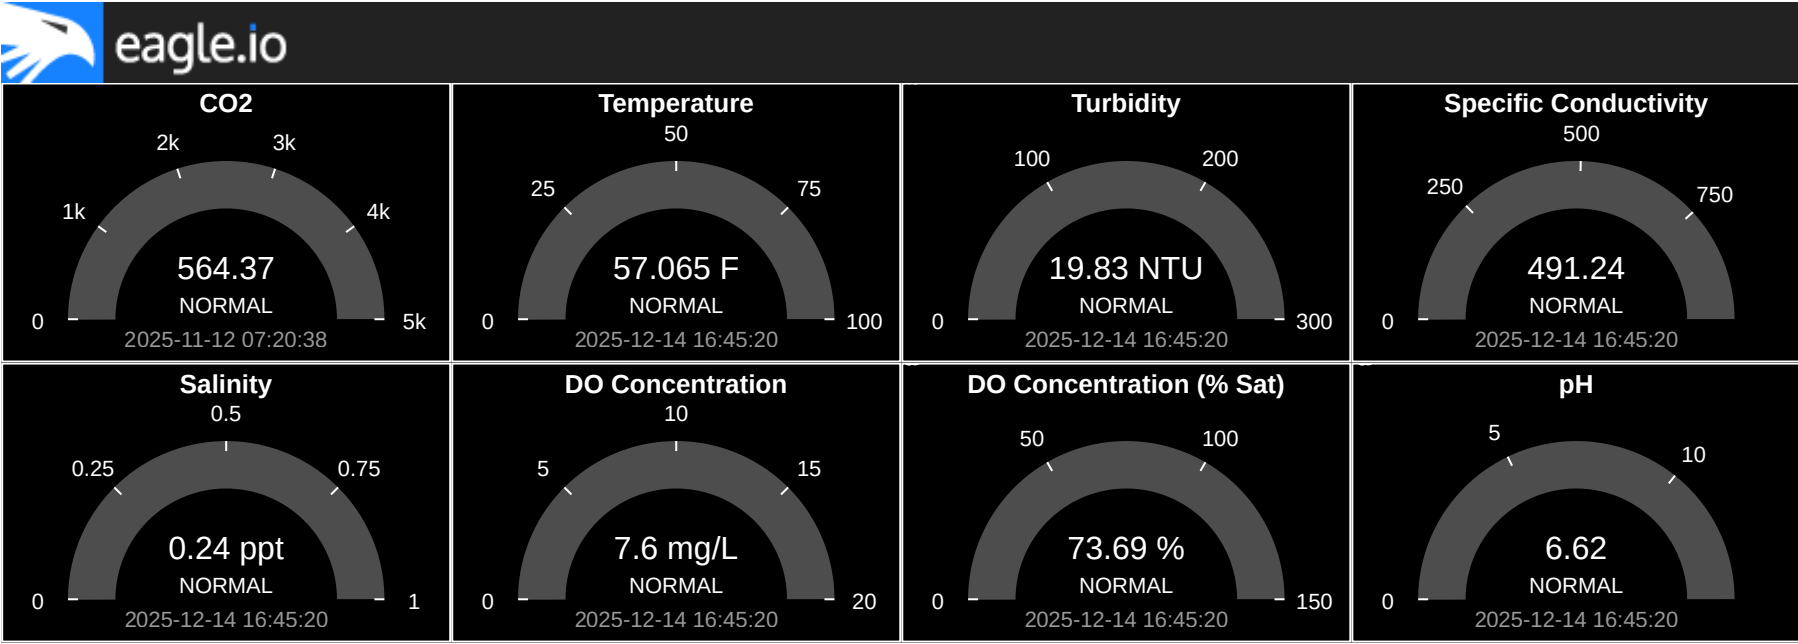 eagle.io
CO2
2k
3k
1k
4k
564.37
NORMAL
0
5k
2025-11-12 07:20:38
Temperature
50
25
75
57.065 F
NORMAL
0
100
2025-12-14 16:45:20
Turbidity
100
200
19.83 NTU
NORMAL
0
300
2025-12-14 16:45:20
Specific Conductivity
500
250
750
491.24
NORMAL
0
2025-12-14 16:45:20
Salinity
0.5
0.25
0.75
0.24 ppt
NORMAL
0
1
2025-12-14 16:45:20
DO Concentration
10
5
15
7.6 mg/L
NORMAL
0
20
2025-12-14 16:45:20
DO Concentration (% Sat)
50
100
73.69 %
NORMAL
0
150
2025-12-14 16:45:20
pH
5
10
6.62
NORMAL
0
2025-12-14 16:45:20